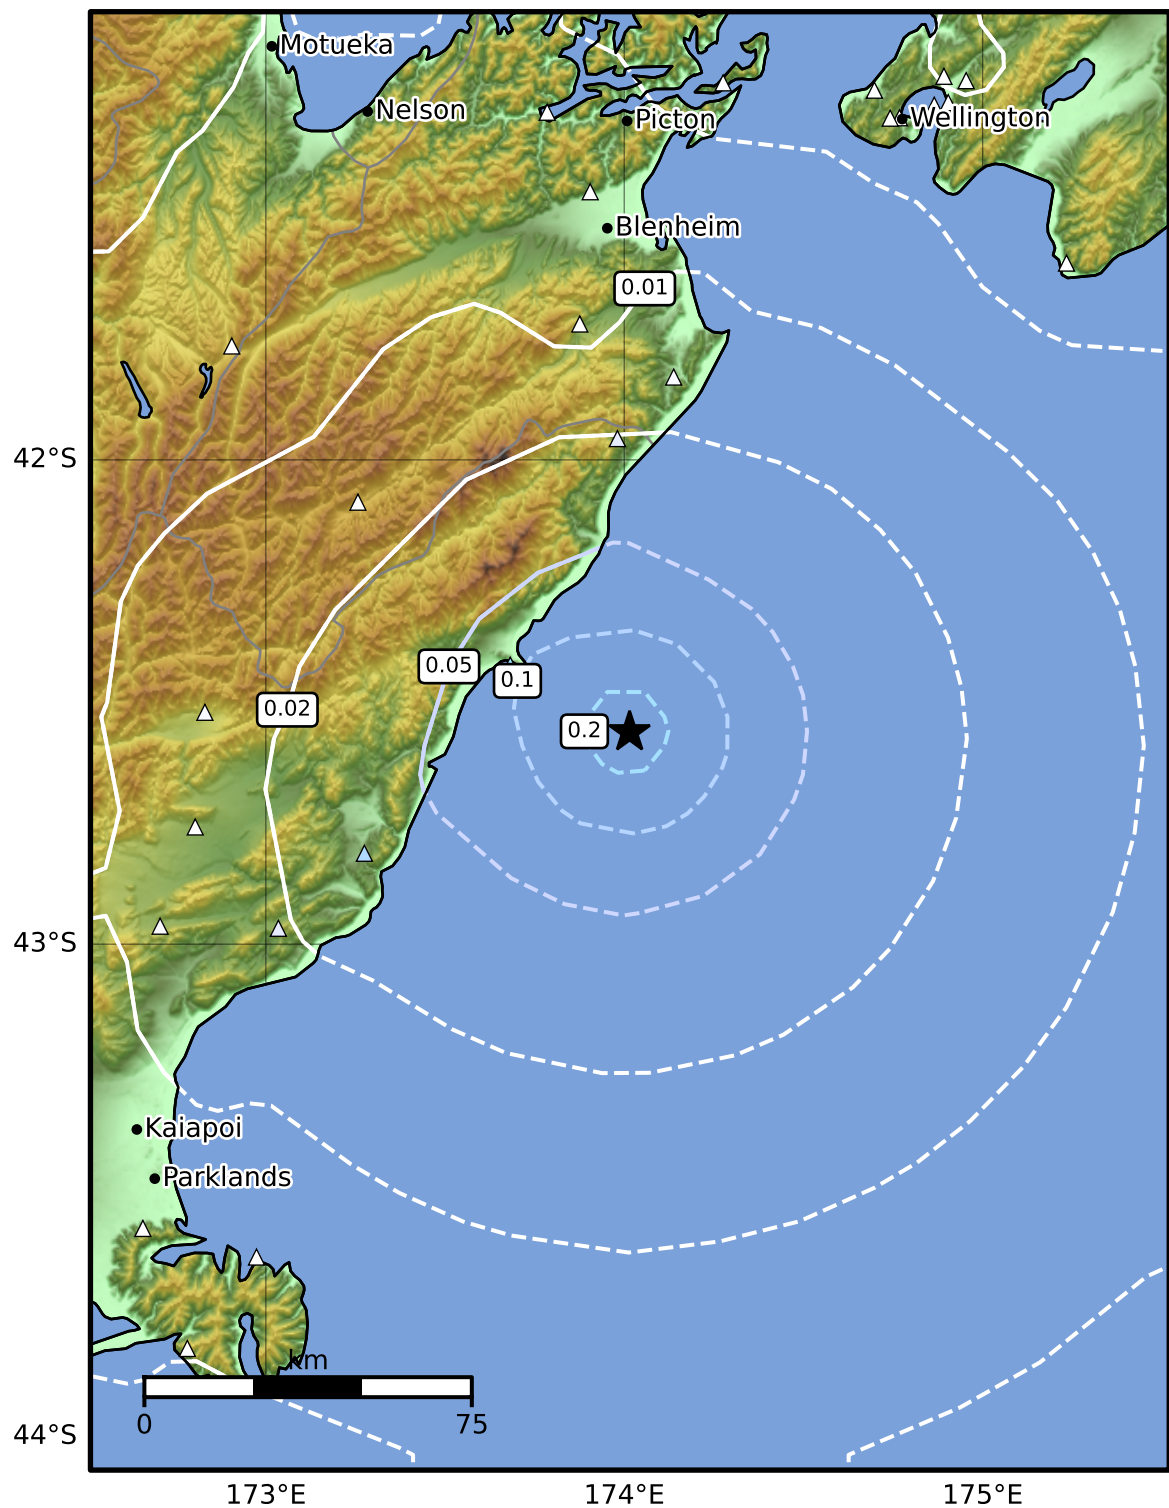 Motueka
Nelson
Picton
Wellington
Blenheim
0.01
42°S
0.05
0.1
0.02
0.2
43°S
Kaiapoi
Parklands
km
0
75
44°S
173°E
174°E
175°E